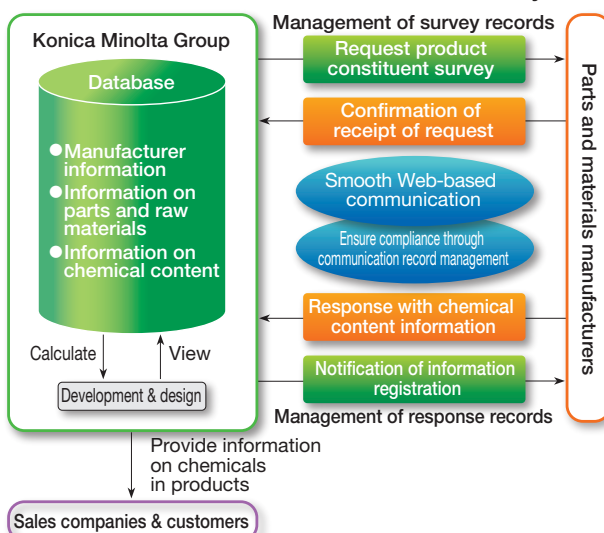 Management of survey records
Konica Minolta Group
Database
Manufacturer
information
Information on
parts and raw
materials
Information on
chemical content
Calculate
View
Development & design
Request product
constituent survey
Confirmation of
receipt of request
Smooth Web-based
communication
Ensure compliance through
communication record management
Response with chemical
content information
Notification of information
registration
Management of response records
Parts and materials manufacturers
Provide information
on chemicals
in products
Sales companies & customers